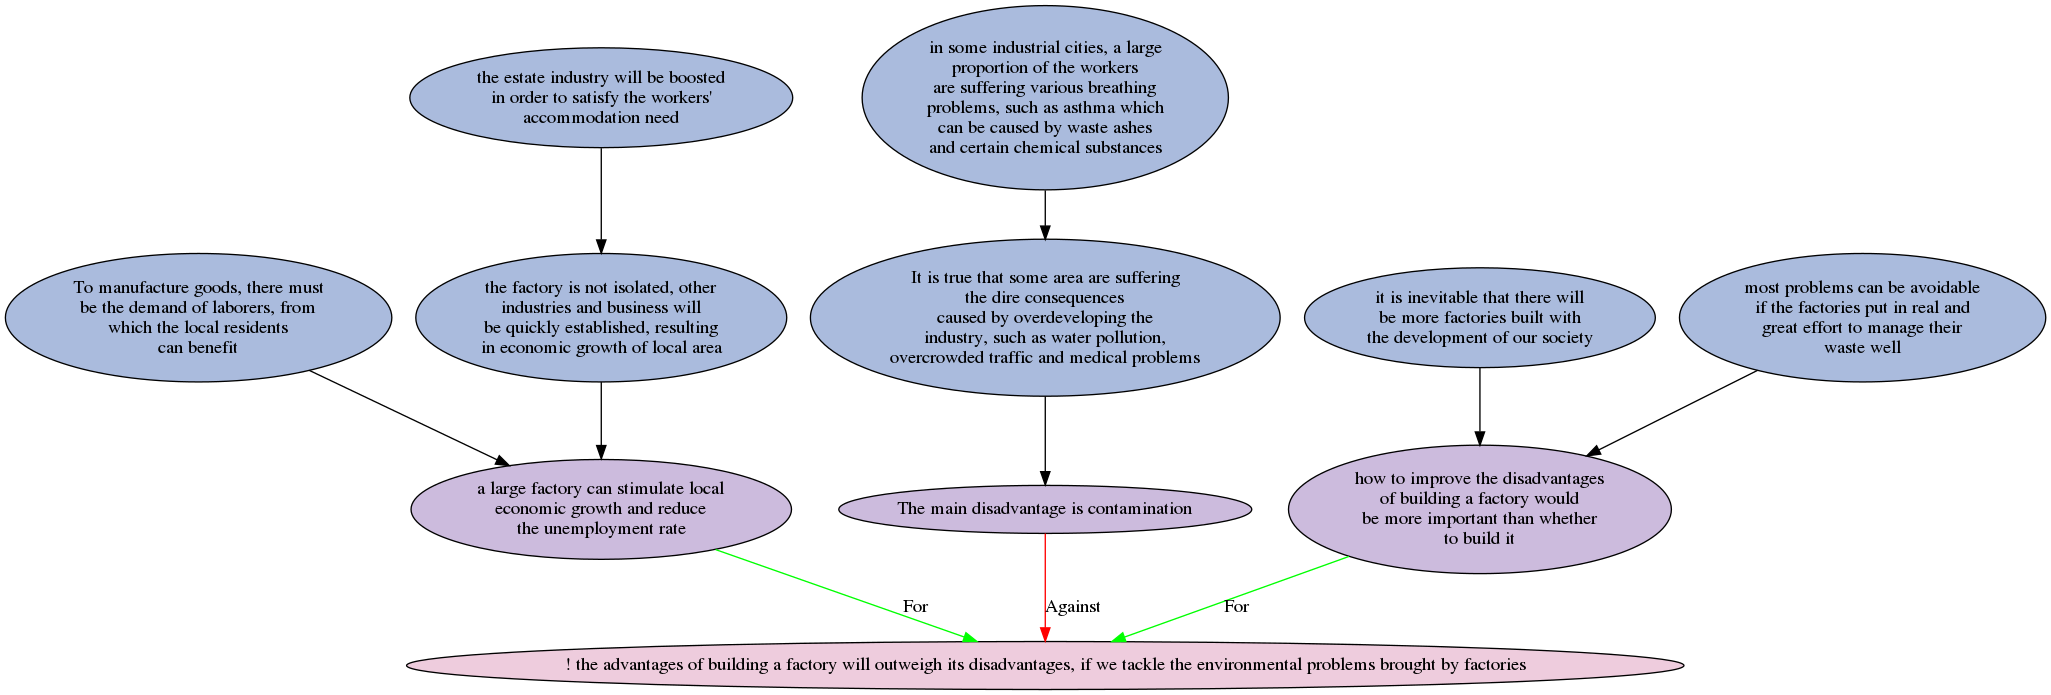 in some industrial cities, a large
proportion of the workers
are suffering various breathing
problems, such as asthma which
can be caused by waste ashes
and certain chemical substances
the estate industry will be boosted
in order to satisfy the workers'
accommodation need
To manufacture goods, there must
be the demand of laborers, from
which the local residents
can benefit
the factory is not isolated, other
industries and business will
be quickly established, resulting
in economic growth of local area
It is true that some area are suffering
the dire consequences
caused by overdeveloping the
industry, such as water pollution,
overcrowded traffic and medical problems
it is inevitable that there will
be more factories built with
the development of our society
most problems can be avoidable
if the factories put in real and
great effort to manage their
waste well
a large factory can stimulate local
economic growth and reduce
the unemployment rate
The main disadvantage is contamination
how to improve the disadvantages
of building a factory would
be more important than whether
to build it
For
Against
For
! the advantages of building a factory will outweigh its disadvantages, if we tackle the environmental problems brought by factories